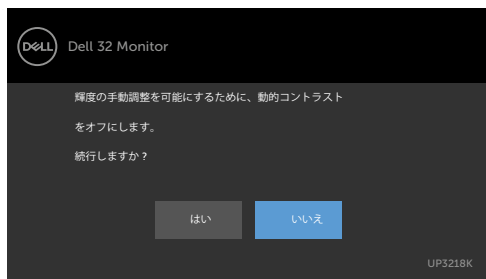 DELL
Dell 32 Monitor
輝度の手動調整を可能にするために、動的コントラスト
をオフにします。
続行しますか？
はい
いいえ
UP3218K